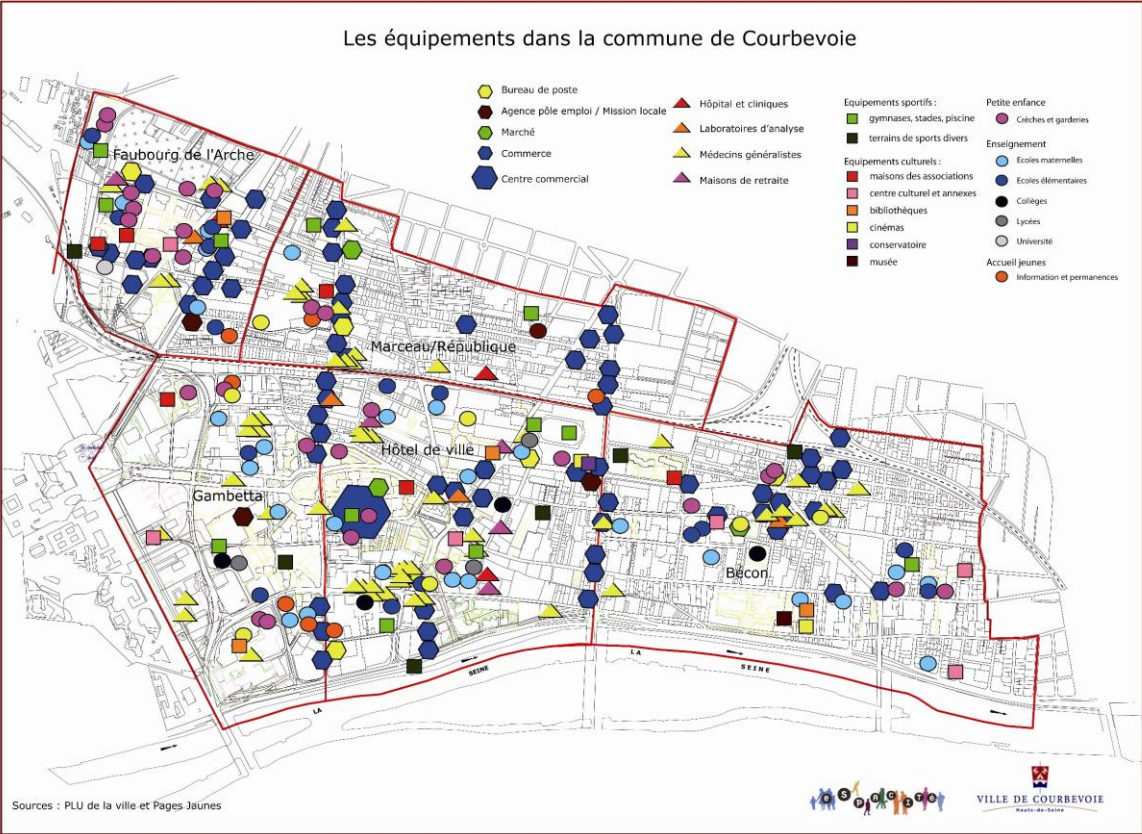 Les équipements dans la commune de Courbevoie
Bureau de poste
Agence pôle emploi / Mission locale
Marché
Commerce
Centre commercial
Hôpital et cliniques
Laboratoires d'analyse
Médecins généralistes
Maisons de retraite
Equipements sportifs :
gymnases, stades, piscine
terrains de sports divers
Equipements culturels :
maisons des associations
centre culturel et annexes
bibliothèques
cinémas
conservatoire
musée
Petite enfance
Crèches et garderies
Enseignement
Ecoles maternelles
Ecoles élémentaires
Collèges
Lycées
Université
Accueil jeunes
Information et permanences
Faubourg de l'Arche
Marceau/République
Hôtel de ville
Gambetta
Bécon
LA
SEINE
LA
SEINE
Sources : PLU de la ville et Pages Jaunes
VILLE DE COURBEVOIE
Hauts-de-Seine